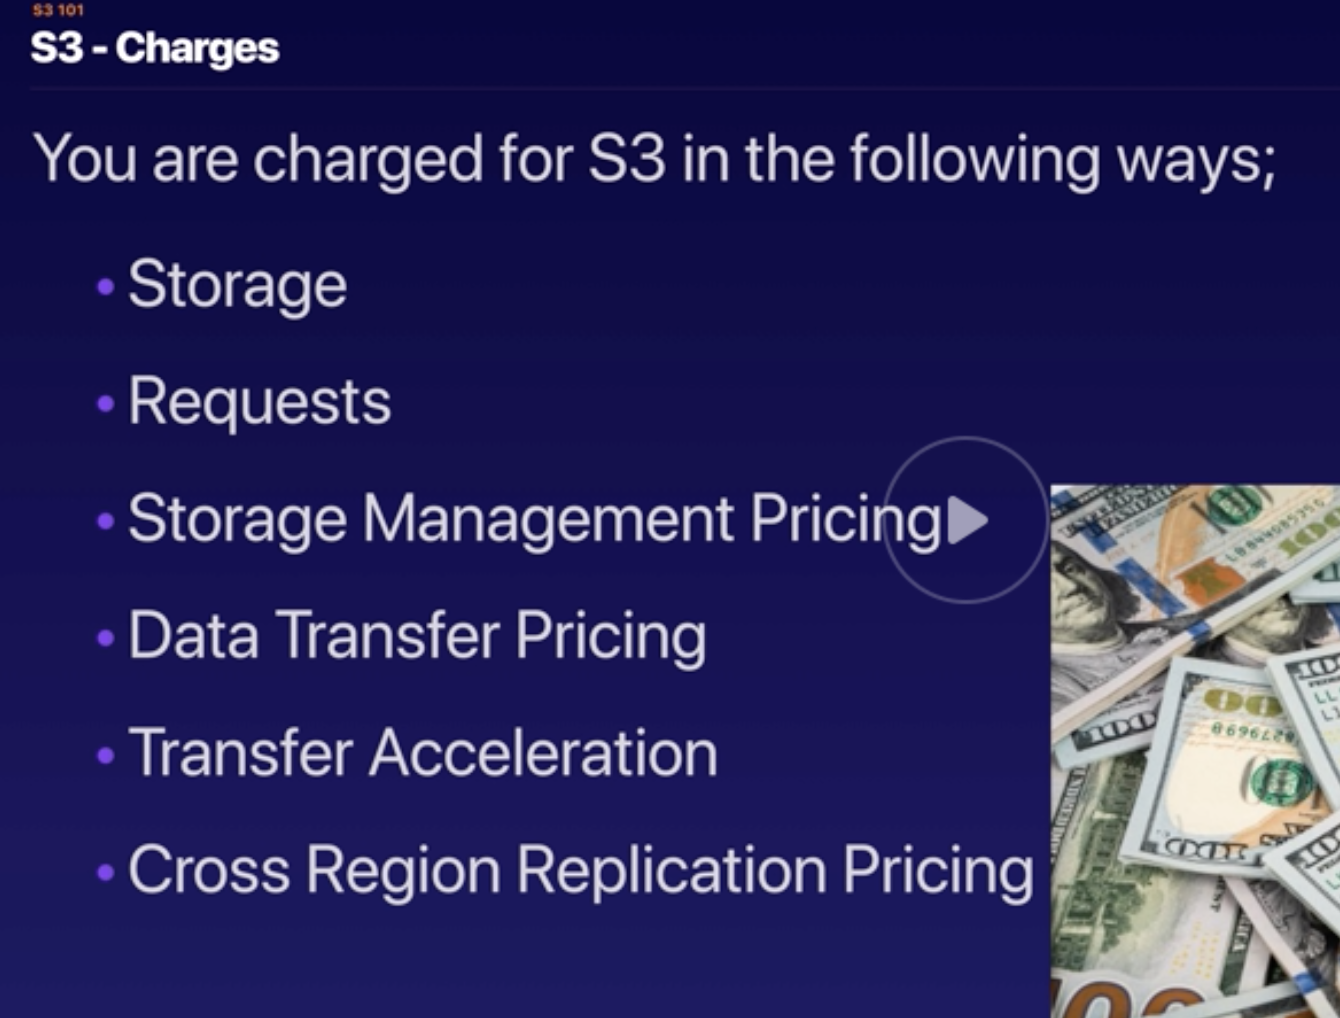 S3 101
S3 - Charges
You are charged for S3 in the following ways;
• Storage
• Requests
• Storage Management Pricing
• Data Transfer Pricing
• Transfer Acceleration
• Cross Region Replication Pricing